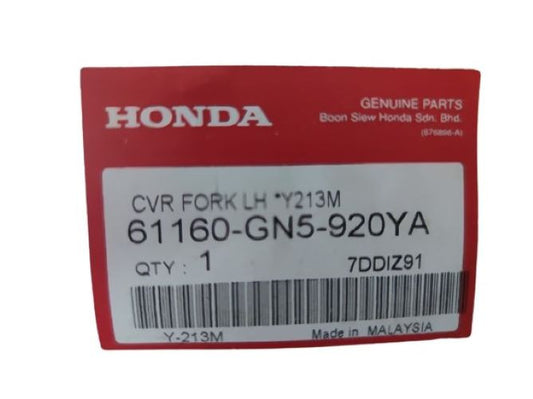 HONDA
GENUINE PARTS
Boon Siew Honda Sdn. Bhd.
(676896-A)
CVR FORK LH *Y213M
61160-GN5-920YA
QTY : 1 7DDIZ91
Y-213M Made in MALAYSIA